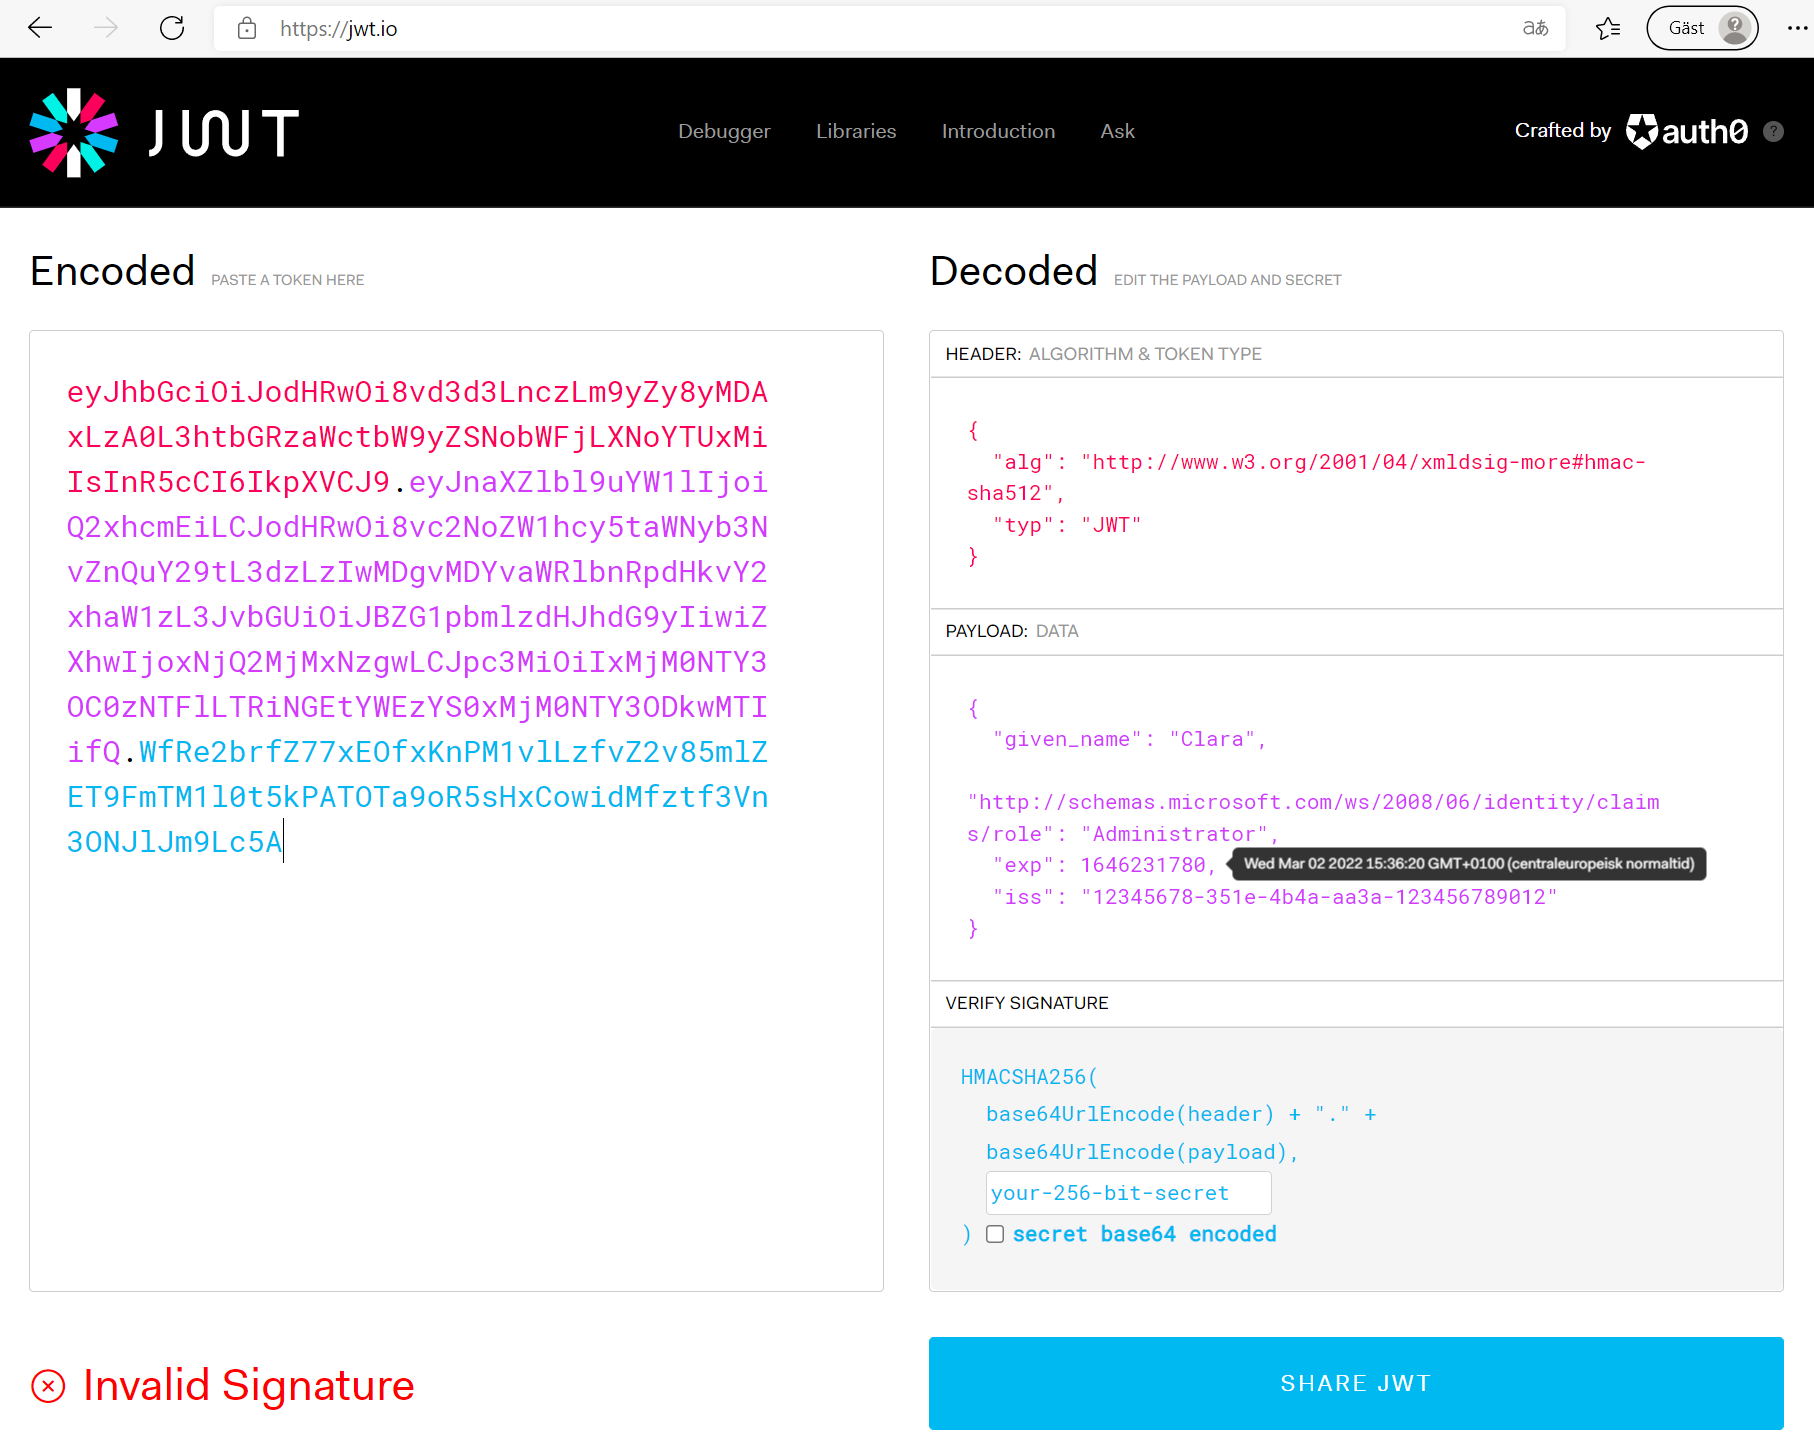 https://jwt.io
aあ
Gäst
JWT
Debugger
Libraries
Introduction
Ask
Crafted by auth0 ?
Encoded PASTE A TOKEN HERE
eyJhbGciOiJodHRwOi8vd3d3LnczLm9yZy8yMDA
xLzA0L3htbGRzaWctbW9yZSNobWFjLXNoYTUxMi
IsInR5cCI6IkpXVCJ9.eyJnaXZlbl9uYW1lIjoi
Q2xhcmEiLCJodHRwOi8vc2NoZW1hcy5taWNyb3N
vZnQuY29tL3dzLzIwMDgvMDYvaWRlbnRpdHkvY2
xhaW1zL3JvbGUiOiJBZG1pbmlzdHJhdG9yIiwiZ
XhwIjoxNjQ2MjMxNzgwLCJpc3MiOiIxMjM0NTY3
OC0zNTFlLTRiNGEtYWEzYS0xMjM0NTY3ODkwMTI
ifQ.WfRe2brfZ77xEOfxKnPM1vlLzfvZ2v85mlZ
ET9FmTM1l0t5kPATOTa9oR5sHxCowidMfztf3Vn
3ONJlJm9Lc5A
Invalid Signature
Decoded EDIT THE PAYLOAD AND SECRET
HEADER: ALGORITHM & TOKEN TYPE
{
"alg": "http://www.w3.org/2001/04/xmldsig-more#hmac-
sha512",
"typ": "JWT"
}
PAYLOAD: DATA
{
"given_name": "Clara",
"http://schemas.microsoft.com/ws/2008/06/identity/claim
s/role": "Administrator",
"exp": 1646231780, Wed Mar 02 2022 15:36:20 GMT+0100 (centraleuropeisk normaltid)
"iss": "12345678-351e-4b4a-aa3a-123456789012"
}
VERIFY SIGNATURE
HMACSHA256(
base64UrlEncode(header) + "." +
base64UrlEncode(payload),
your-256-bit-secret
) secret base64 encoded
SHARE JWT